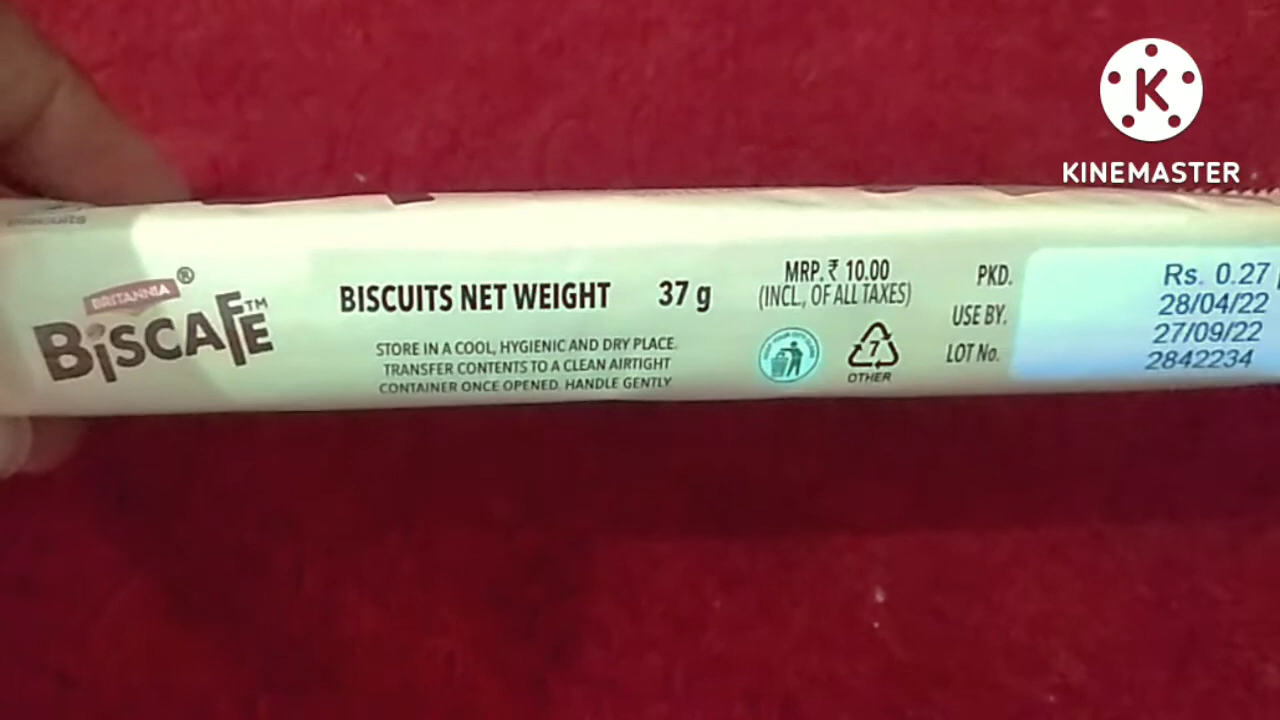 K
KINEMASTER
BRITANNIA®
BISCAFE™
BISCUITS NET WEIGHT 37 g
STORE IN A COOL, HYGIENIC AND DRY PLACE.
TRANSFER CONTENTS TO A CLEAN AIRTIGHT
CONTAINER ONCE OPENED. HANDLE GENTLY
MRP. ₹ 10.00
(INCL., OF ALL TAXES)
7
OTHER
PKD.
USE BY.
LOT No.
Rs. 0.27
28/04/22
27/09/22
2842234